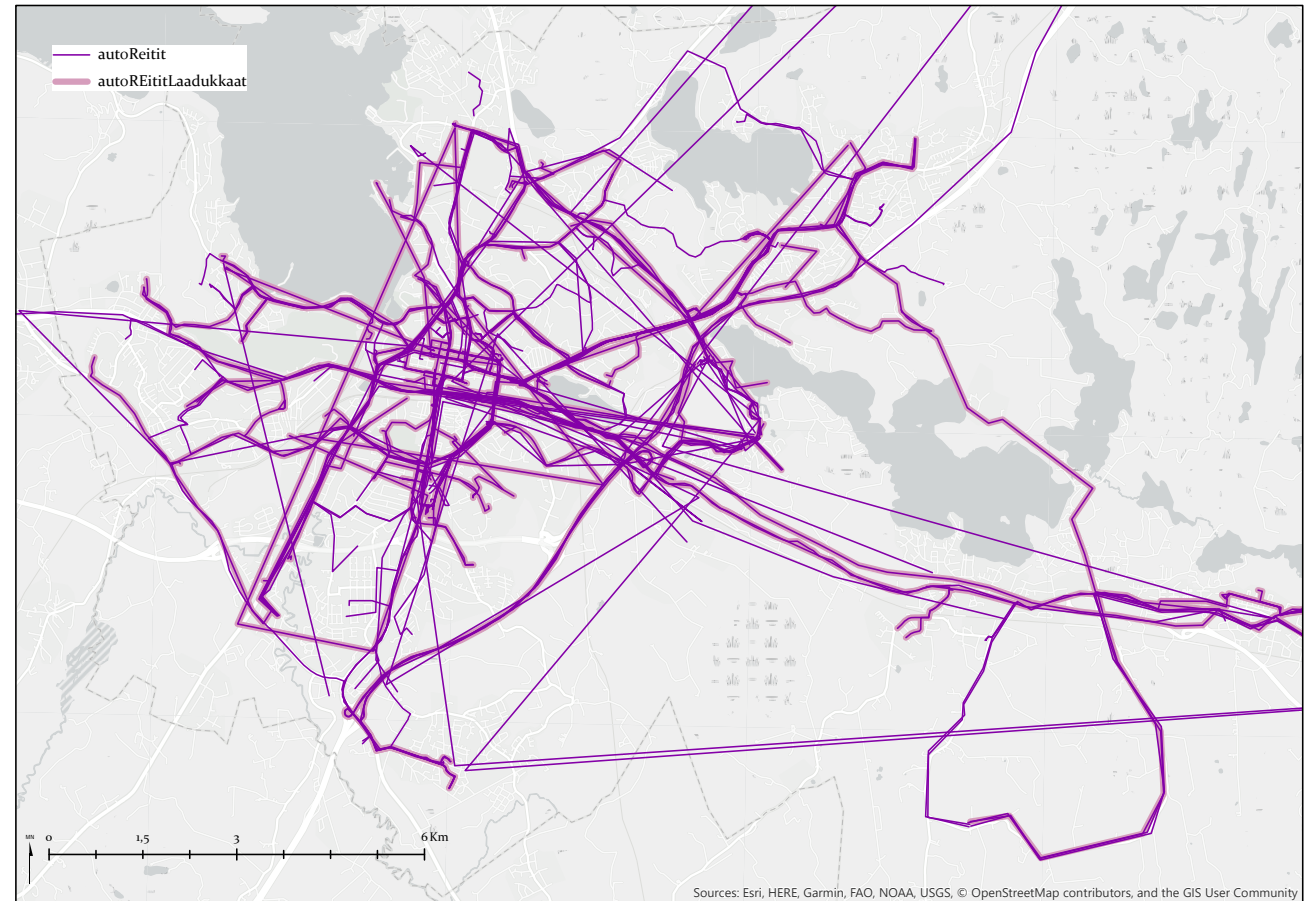 autoReitit
autoREititLaadukkaat
MN 0 1,5 3 6 Km
Sources: Esri, HERE, Garmin, FAO, NOAA, USGS, © OpenStreetMap contributors, and the GIS User Community